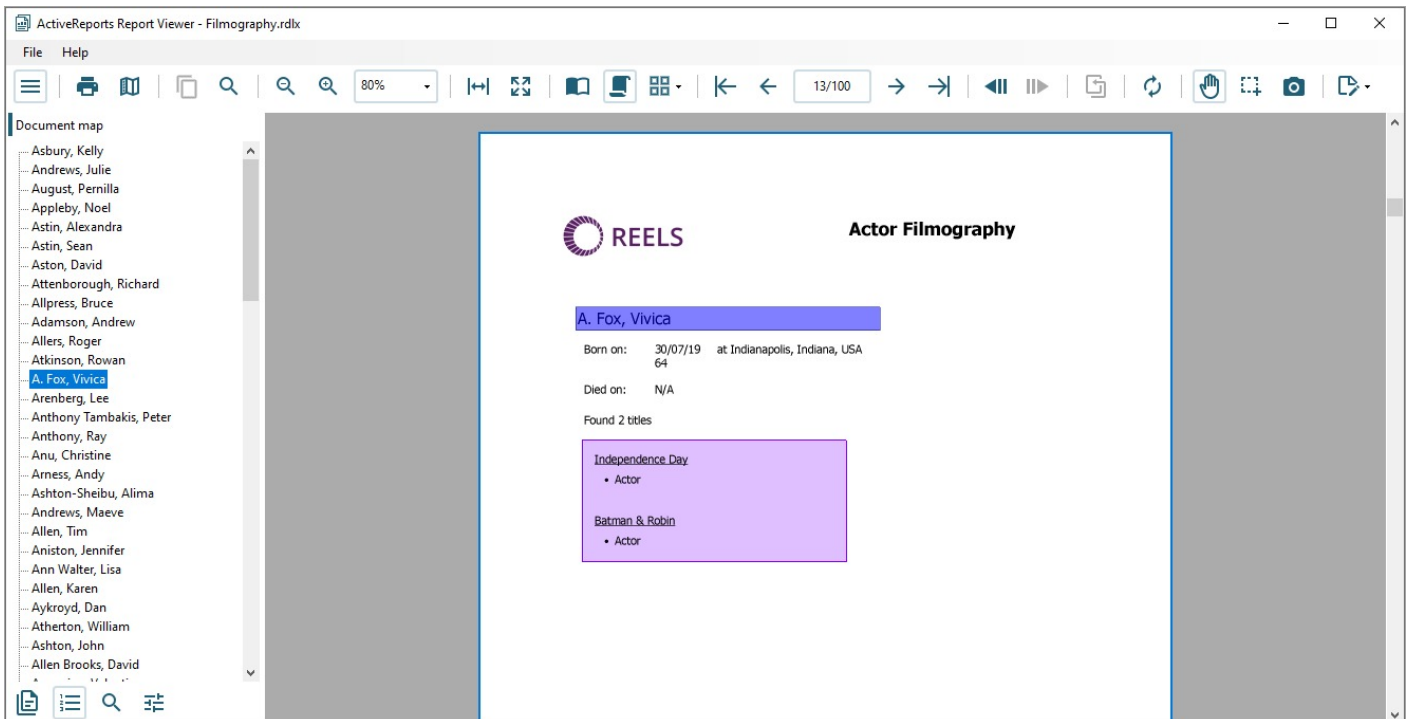 ActiveReports Report Viewer - Filmography.rdlx
File Help
80%
13/100
Document map
Asbury, Kelly
Andrews, Julie
August, Pernilla
Appleby, Noel
Astin, Alexandra
Astin, Sean
Aston, David
Attenborough, Richard
Allpress, Bruce
Adamson, Andrew
Allers, Roger
Atkinson, Rowan
A. Fox, Vivica
Arenberg, Lee
Anthony Tambakis, Peter
Anthony, Ray
Anu, Christine
Arness, Andy
Ashton-Sheibu, Alima
Andrews, Maeve
Allen, Tim
Aniston, Jennifer
Ann Walter, Lisa
Allen, Karen
Aykroyd, Dan
Atherton, William
Ashton, John
Allen Brooks, David
REELS
Actor Filmography
A. Fox, Vivica
Born on: 30/07/19 at Indianapolis, Indiana, USA
64
Died on: N/A
Found 2 titles
Independence Day
• Actor
Batman & Robin
• Actor